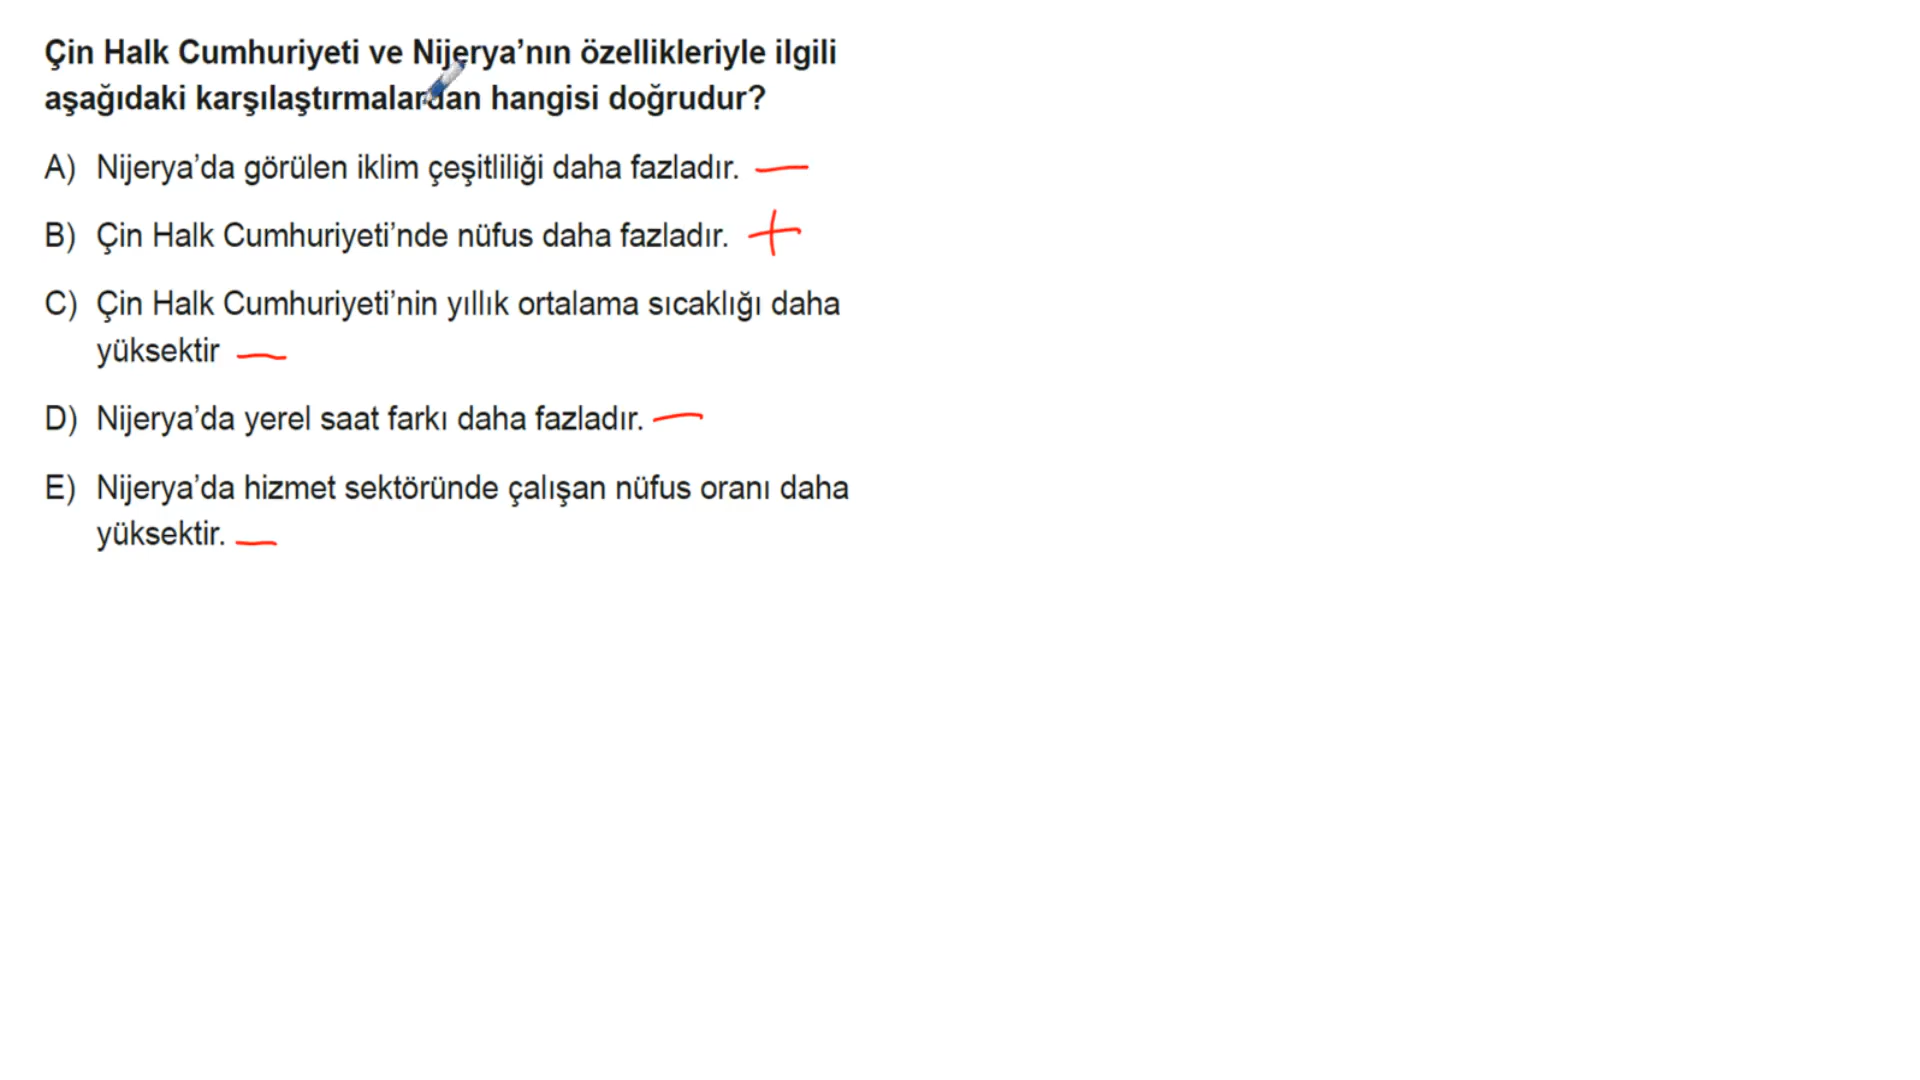 Çin Halk Cumhuriyeti ve Nijerya’nın özellikleriyle ilgili
aşağıdaki karşılaştırmalardan hangisi doğrudur?
A) Nijerya’da görülen iklim çeşitliliği daha fazladır. —
B) Çin Halk Cumhuriyeti’nde nüfus daha fazladır. +
C) Çin Halk Cumhuriyeti’nin yıllık ortalama sıcaklığı daha
yüksektir —
D) Nijerya’da yerel saat farkı daha fazladır. —
E) Nijerya’da hizmet sektöründe çalışan nüfus oranı daha
yüksektir. —